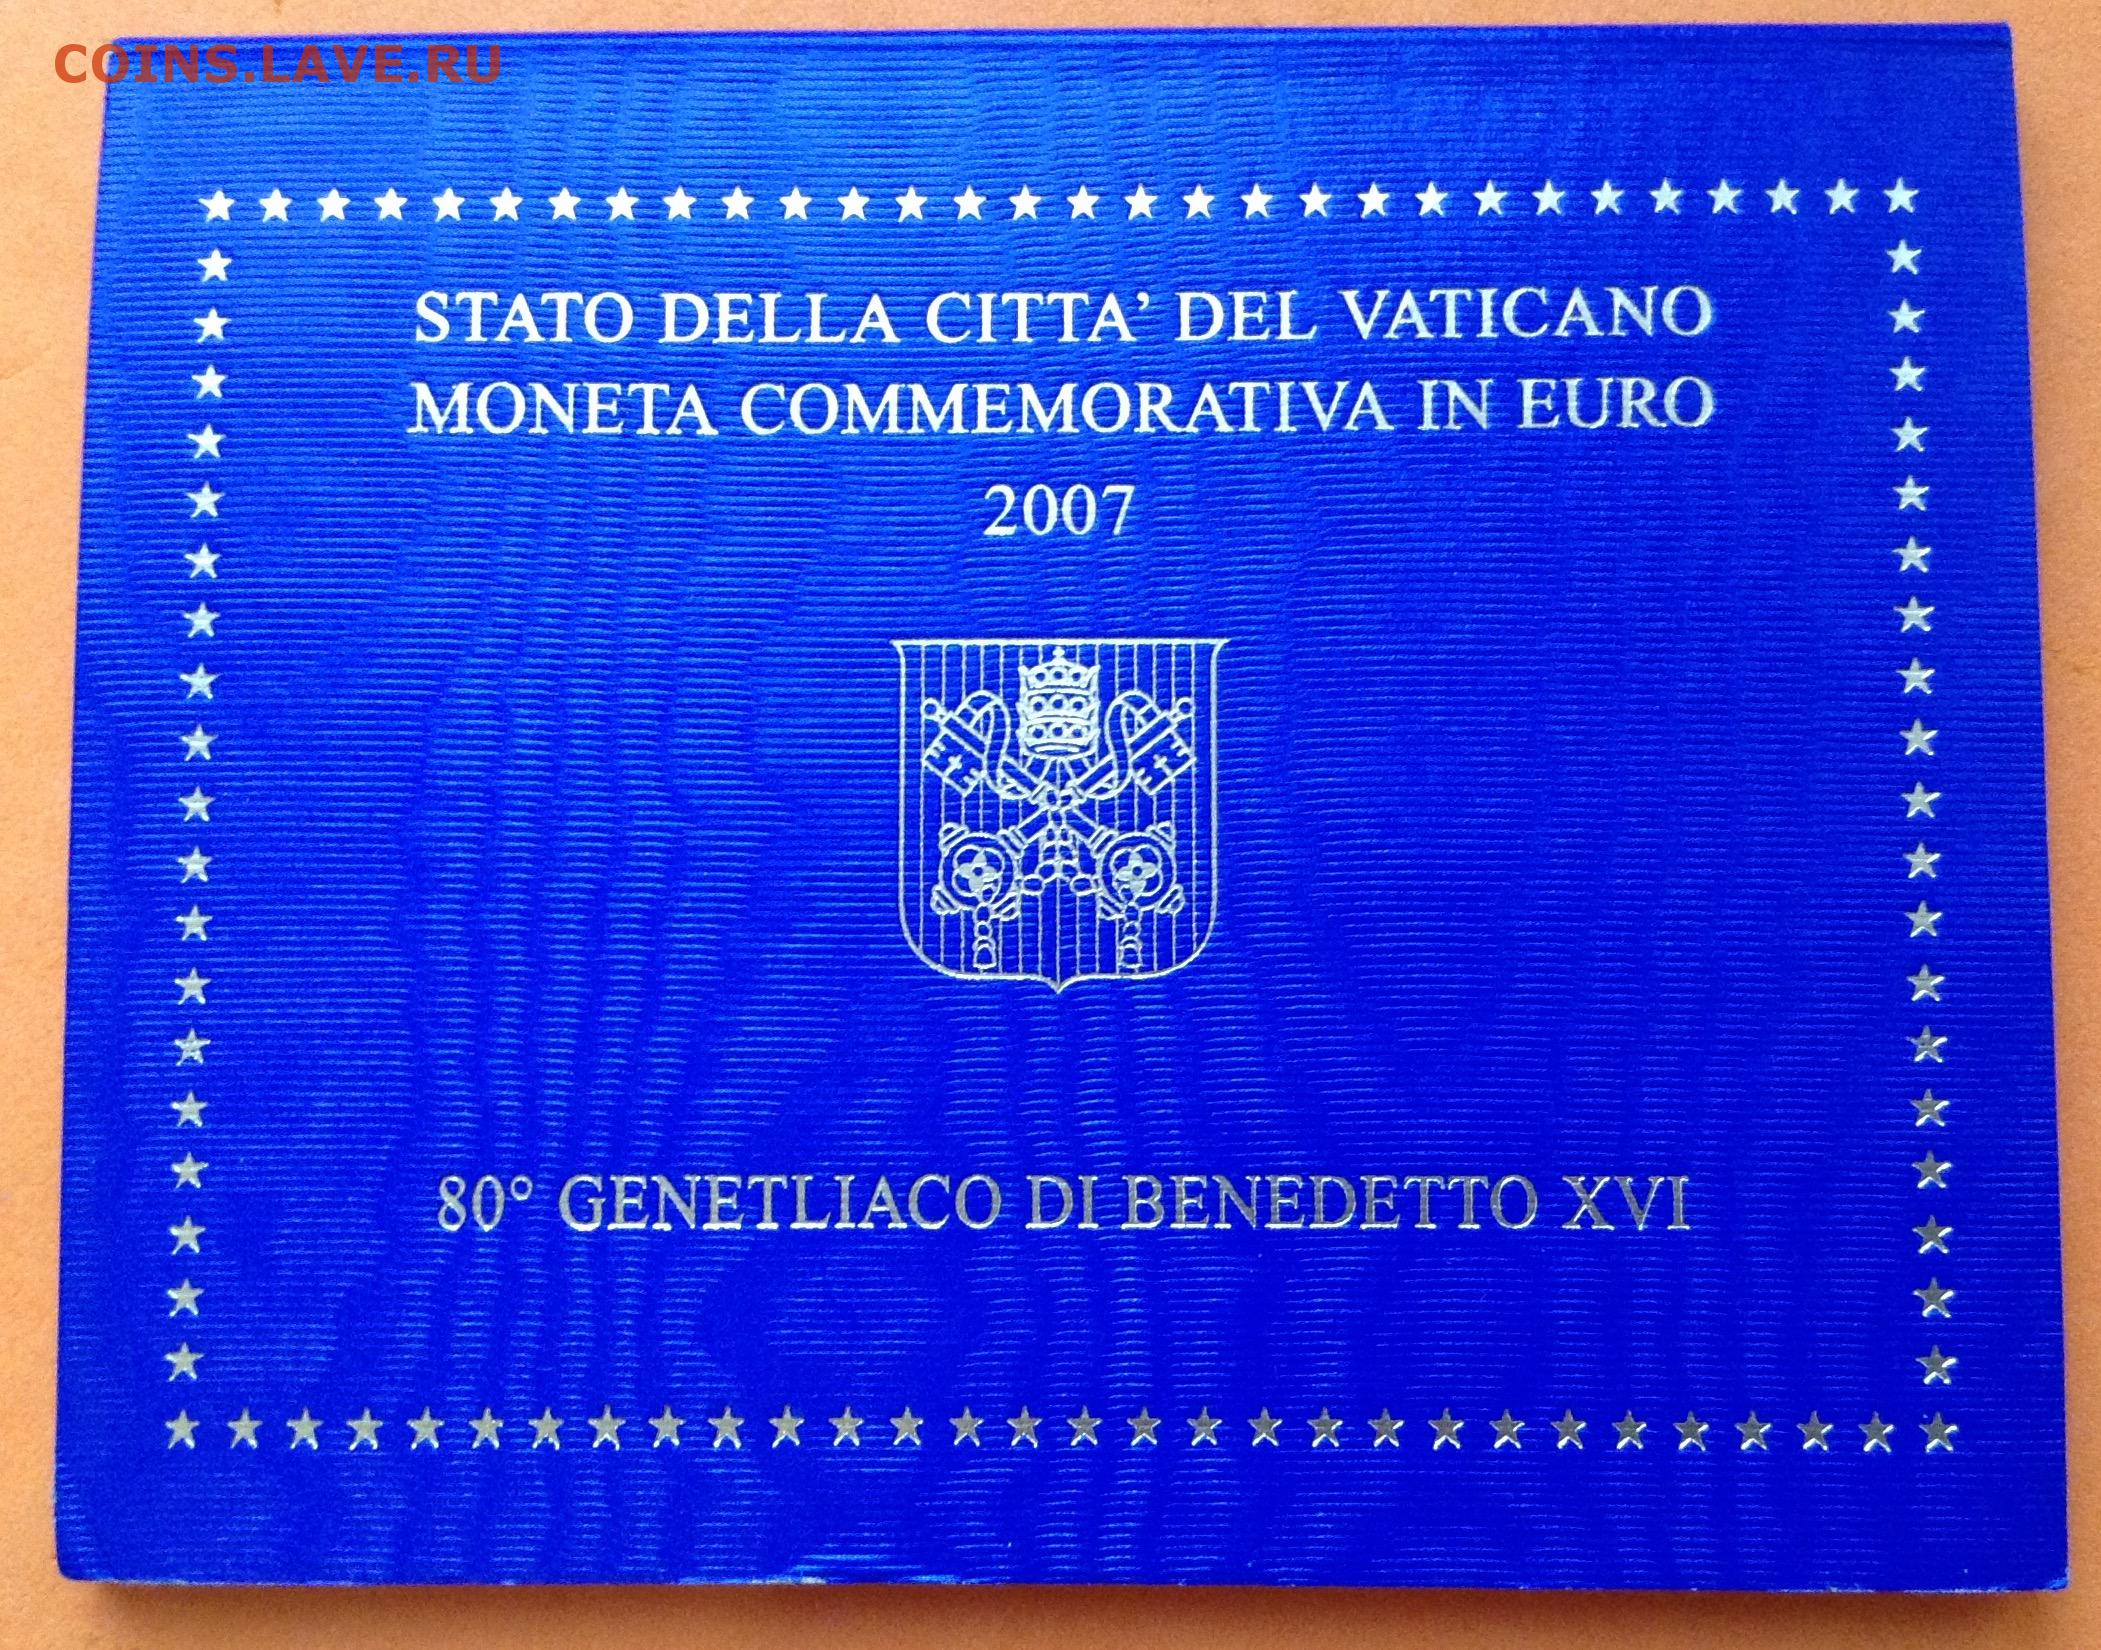 COINS.LAVE.RU
STATO DELLA CITTA' DEL VATICANO
MONETA COMMEMORATIVA IN EURO
2007
80° GENETLIACO DI BENEDETTO XVI